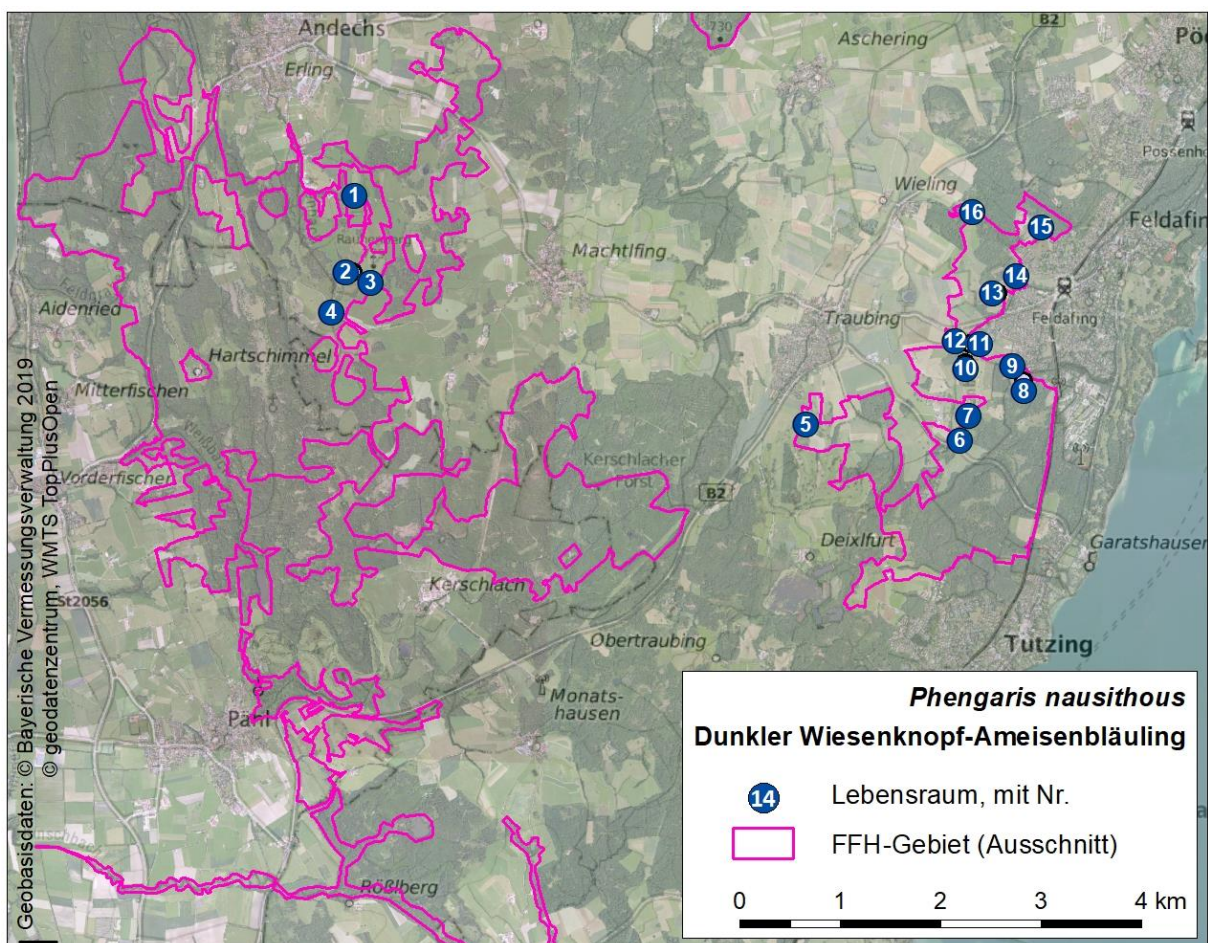 Andechs
Erling
730
Aschering
B2
Possenh
Wieling
Feldafin
Machtlfing
Aidenried
Hartschimmel
Traubing
Feldafing
Mitterfischen
Vorderfischer
Kerschlacher
Forst
B2
Deixlfurt
Garatshausen
St2056
Kerschlach
Obertraubing
Tutzing
Monats-
hausen
Pähl
Rößlberg
1
2
3
4
5
6
7
8
9
10
11
12
13
14
15
16
Phengaris nausithous
Dunkler Wiesenknopf-Ameisenbläuling
14 Lebensraum, mit Nr.
FFH-Gebiet (Ausschnitt)
0 1 2 3 4 km
Geobasisdaten: © Bayerische Vermessungsverwaltung 2019
© geodatenzentrum, WMTS TopPlusOpen